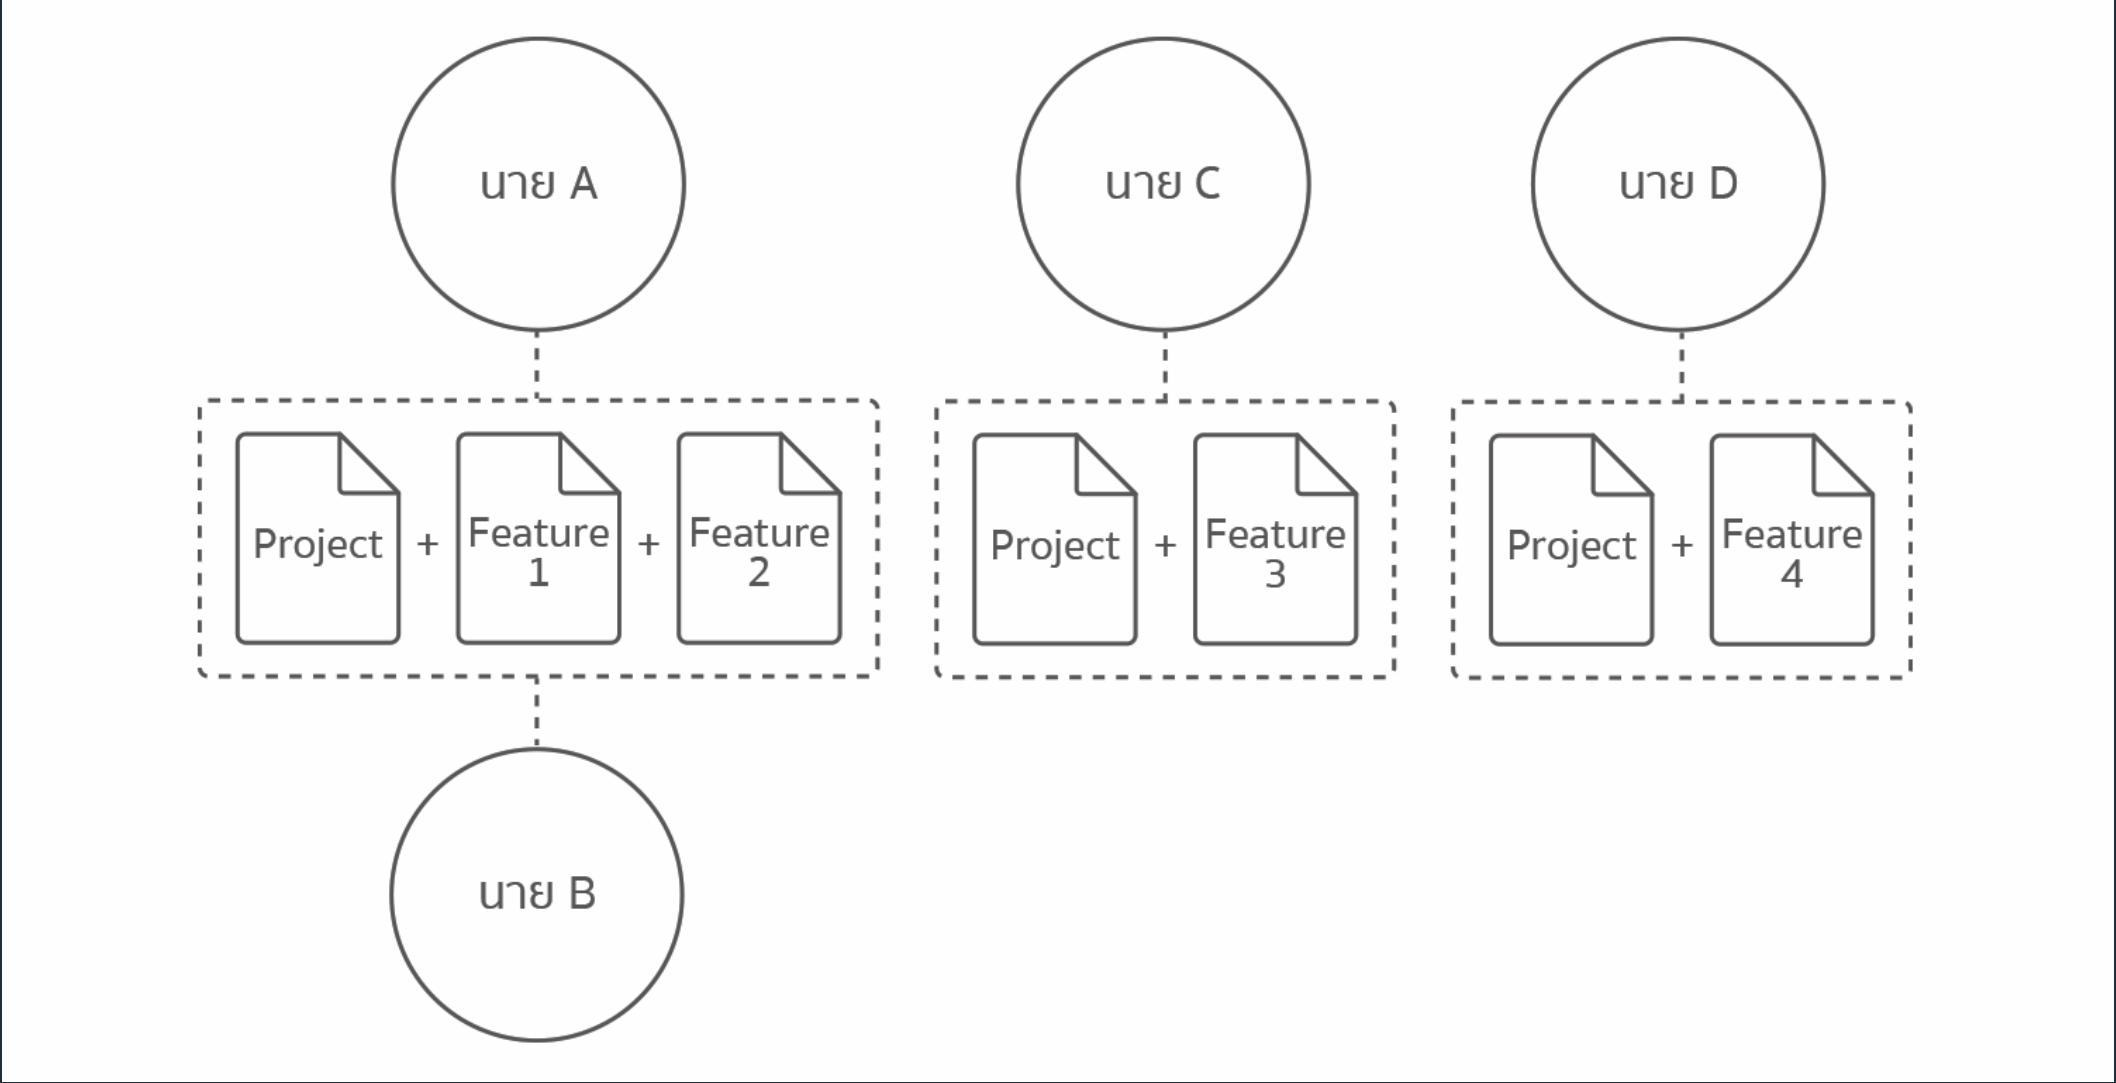 นาย A
นาย C
นาย D
Project
+
Feature
1
+
Feature
2
Project
+
Feature
3
Project
+
Feature
4
นาย B